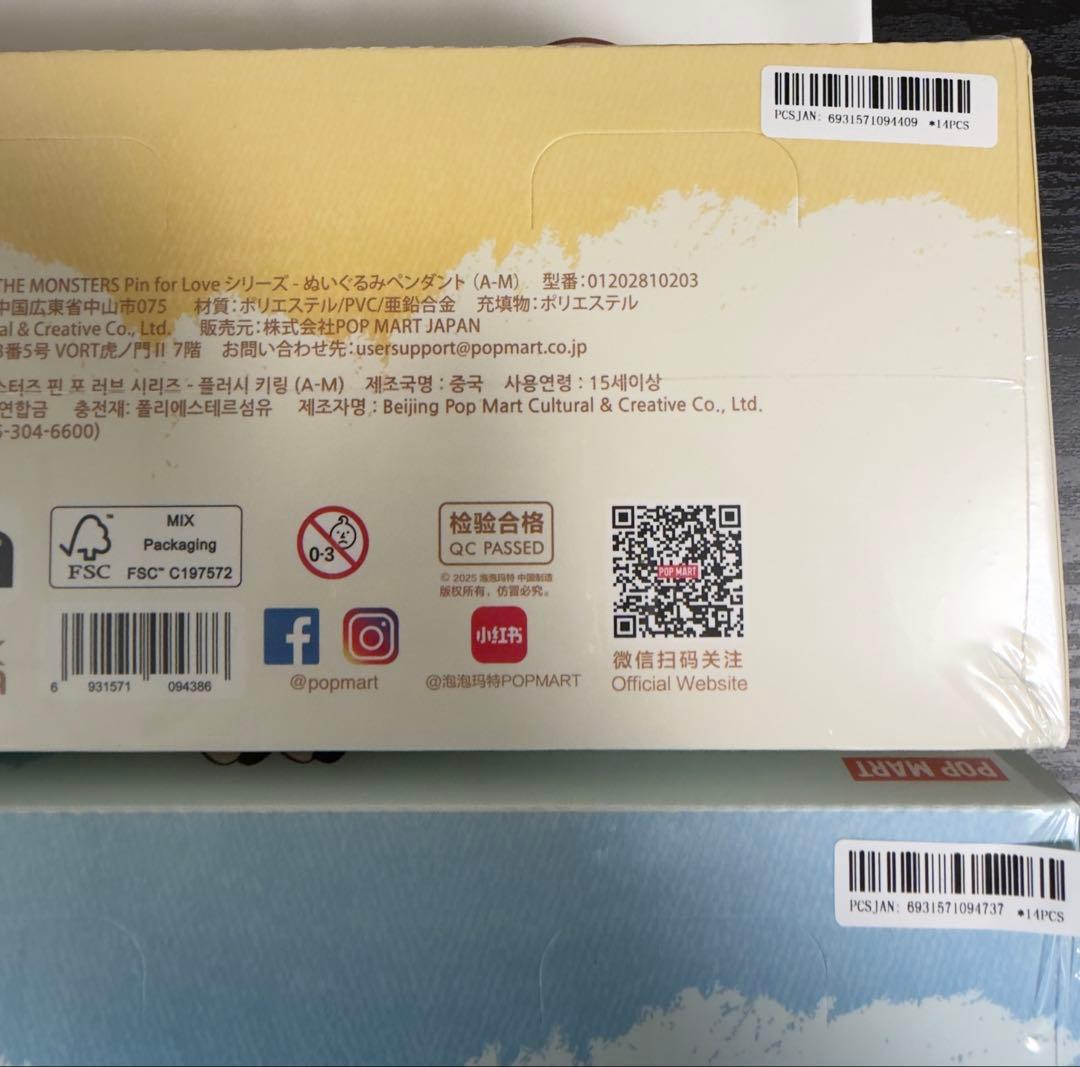 PCSJAN: 6931571094409 *14PCS
THE MONSTERS Pin for Love シリーズ - ぬいぐるみペンダント (A-M) 型番:01202810203
中国広東省中山市075 材質:ポリエステル/PVC/亜鉛合金 充填物:ポリエステル
al & Creative Co., Ltd. 販売元:株式会社POP MART JAPAN
3番5号 VORT虎ノ門Ⅱ 7階 お問い合わせ先:usersupport@popmart.co.jp
스터즈 핀 포 러브 시리즈 - 플러시 키링 (A-M) 제조국명 : 중국 사용연령 : 15세이상
연합금 충전재: 폴리에스테르섬유 제조자명 : Beijing Pop Mart Cultural & Creative Co., Ltd.
5-304-6600)
FSC™
MIX
Packaging
FSC™ C197572
0-3
检验合格
QC PASSED
© 2025 泡泡玛特 中国制造
版权所有，仿冒必究。
POP MART
6 931571 094386
@popmart
小红书
@泡泡玛特POPMART
微信扫码关注
Official Website
POP MART
PCSJAN: 6931571094737 *14PCS